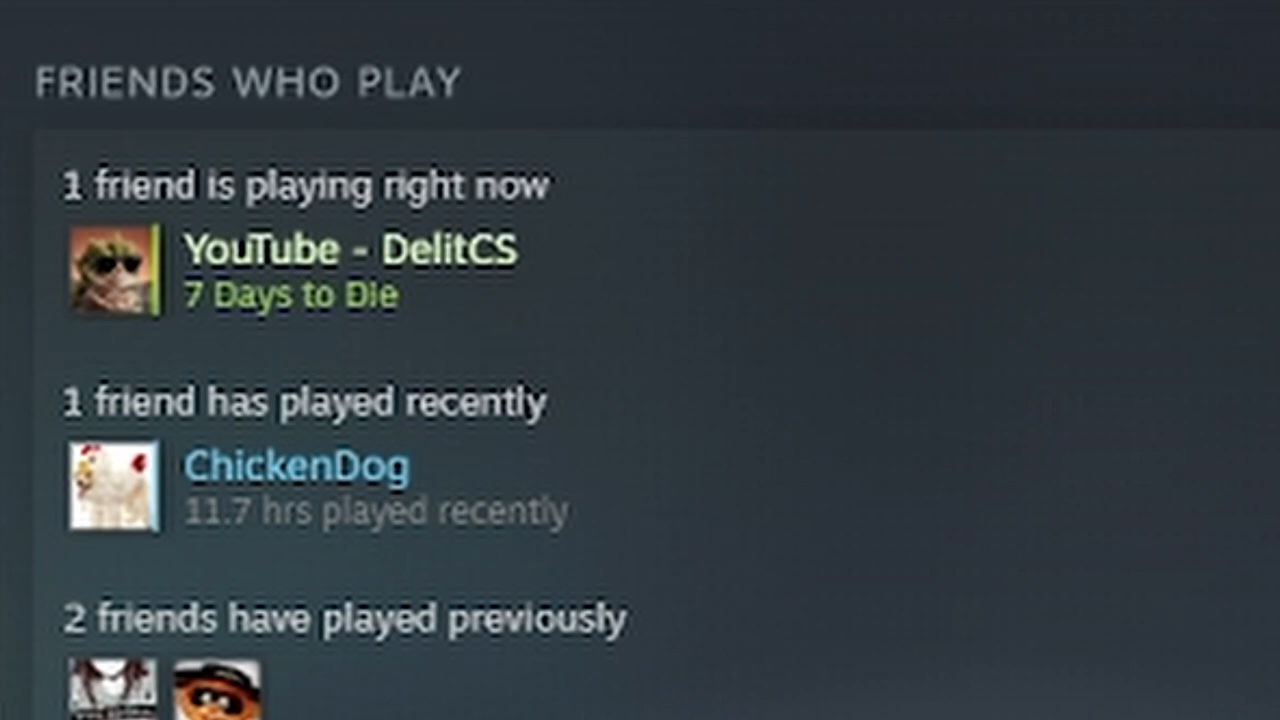 FRIENDS WHO PLAY
1 friend is playing right now
YouTube - DelitCS
7 Days to Die
1 friend has played recently
ChickenDog
11.7 hrs played recently
2 friends have played previously